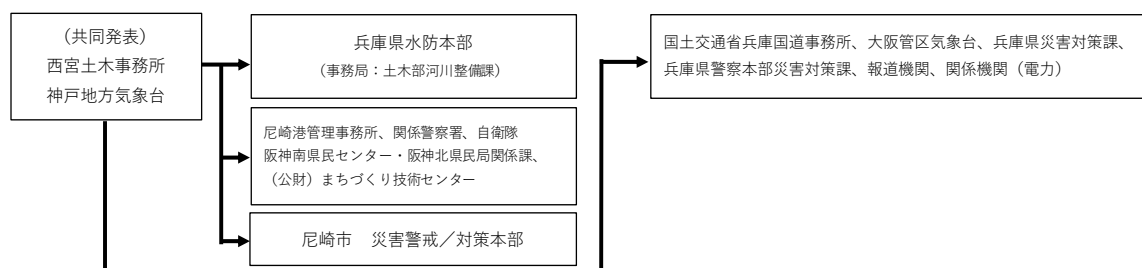 （共同発表）
西宮土木事務所
神戸地方気象台
兵庫県水防本部
（事務局：土木部河川整備課）
尼崎港管理事務所、関係警察署、自衛隊
阪神南県民センター・阪神北県民局関係課、
（公財）まちづくり技術センター
尼崎市　災害警戒／対策本部
国土交通省兵庫国道事務所、大阪管区気象台、兵庫県災害対策課、
兵庫県警察本部災害対策課、報道機関、関係機関（電力）